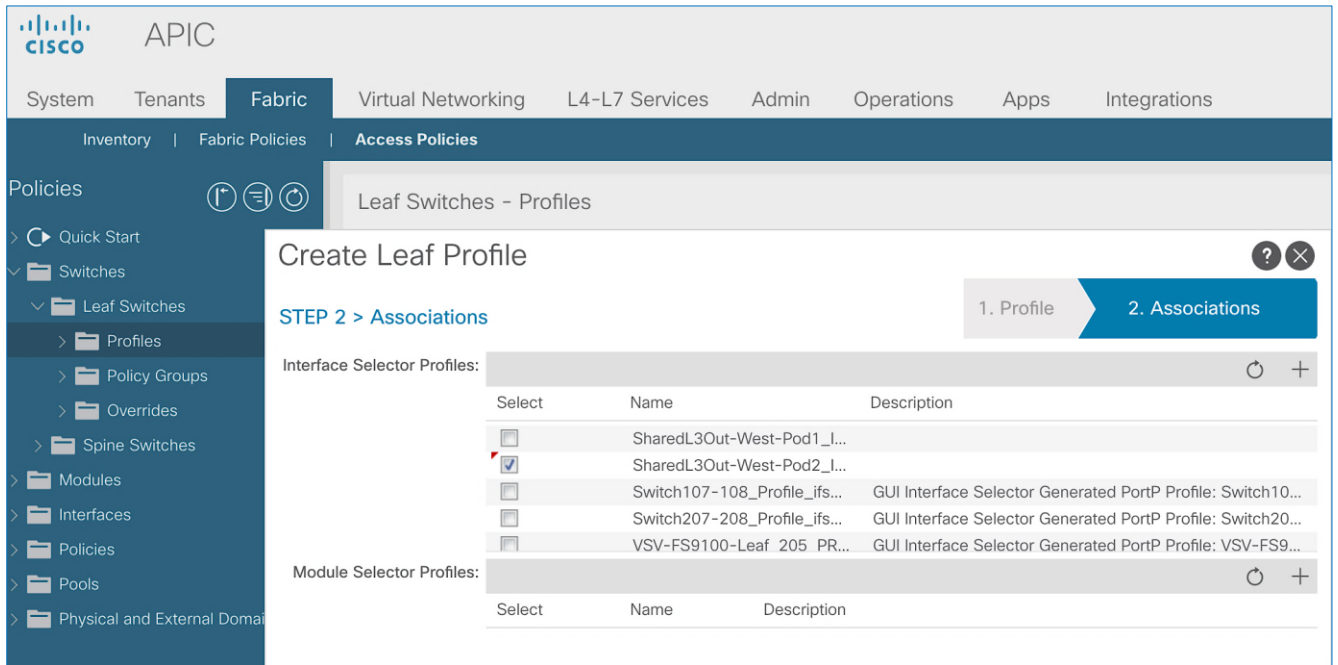 CISCO APIC
System Tenants Fabric Virtual Networking L4-L7 Services Admin Operations Apps Integrations
Inventory | Fabric Policies | Access Policies
Policies
Leaf Switches - Profiles
Quick Start
Switches
Leaf Switches
Profiles
Policy Groups
Overrides
Spine Switches
Modules
Interfaces
Policies
Pools
Physical and External Domai
Create Leaf Profile
STEP 2 > Associations
1. Profile 2. Associations
Interface Selector Profiles:
Select Name Description
SharedL3Out-West-Pod1_I...
SharedL3Out-West-Pod2_I...
Switch107-108_Profile_ifs... GUI Interface Selector Generated PortP Profile: Switch10...
Switch207-208_Profile_ifs... GUI Interface Selector Generated PortP Profile: Switch20...
VSV-FS9100-Leaf_205_PR... GUI Interface Selector Generated PortP Profile: VSV-FS9...
Module Selector Profiles:
Select Name Description